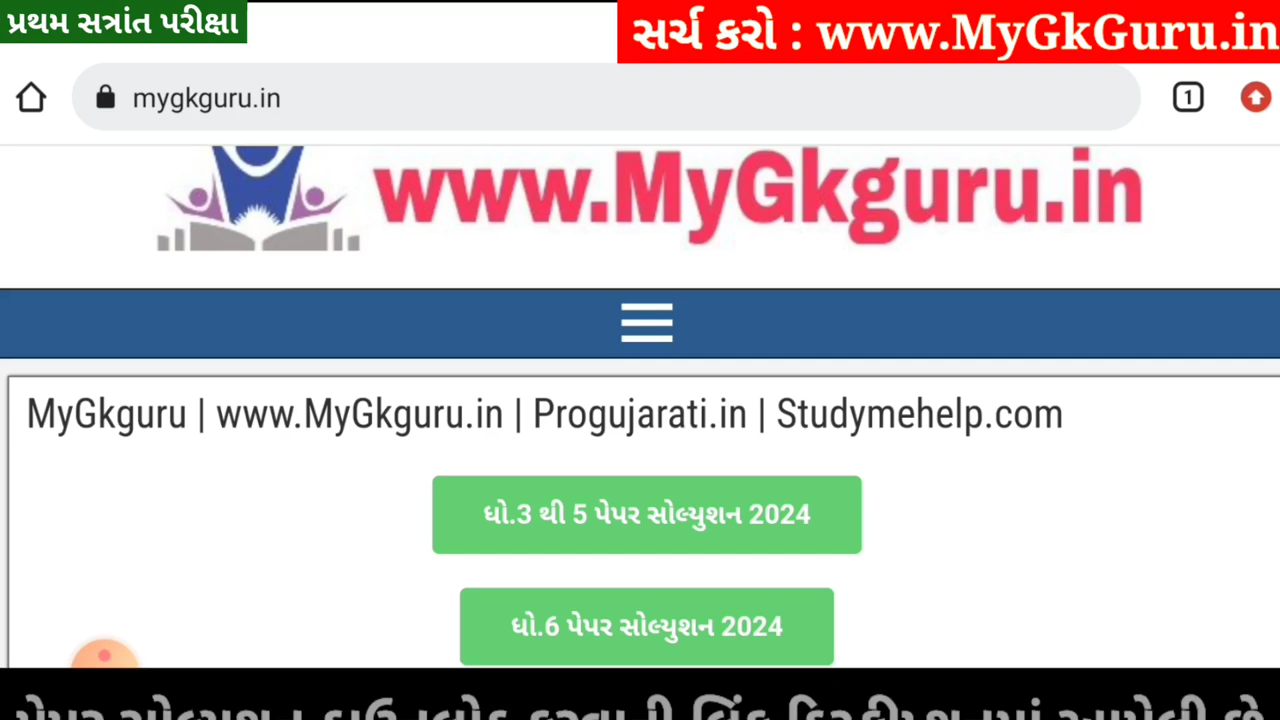 પ્રથમ સત્રાંત પરીક્ષા
સર્ચ કરો : www.MyGkGuru.in
mygkguru.in
1
www.MyGkguru.in
MyGkguru | www.MyGkguru.in | Progujarati.in | Studymehelp.com
ધો.3 થી 5 પેપર સોલ્યુશન 2024
ધો.6 પેપર સોલ્યુશન 2024